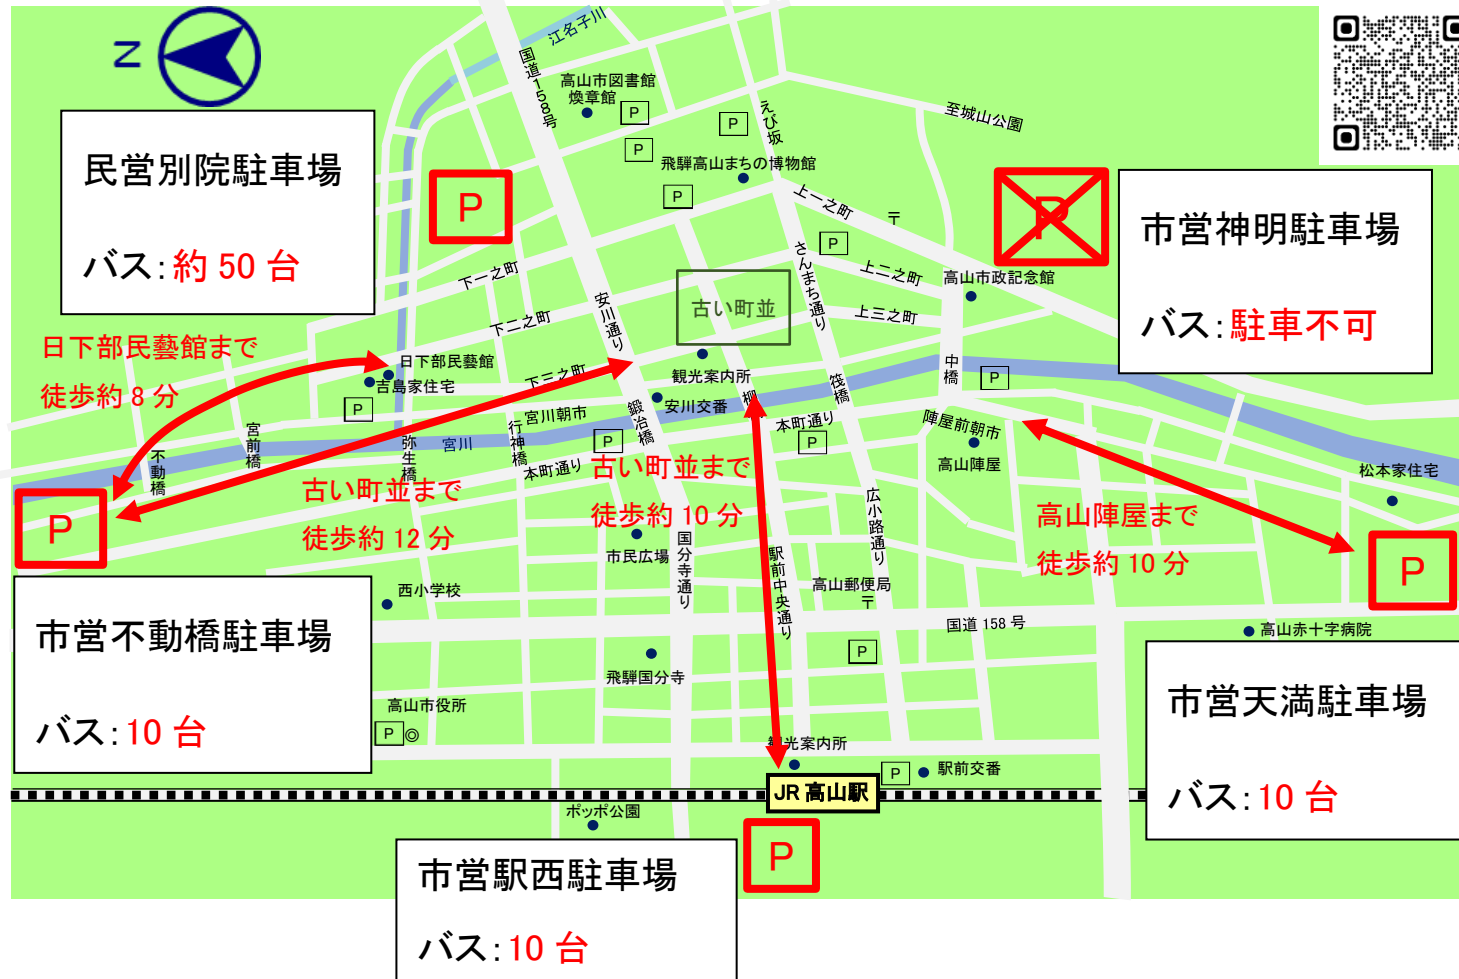 N
江名子川
国道158号
高山市図書館
煥章館
P
P
P
P
えび坂
至城山公園
飛騨高山まちの博物館
民営別院駐車場
バス：約 50 台
P
P
市営神明駐車場
バス：駐車不可
上一之町
〒
P
さんまち通り
上二之町
高山市政記念館
上三之町
下一之町
下二之町
安川通り
古い町並
日下部民藝館まで
徒歩約 8 分
日下部民藝館
吉島家住宅
下三之町
観光案内所
安川交番
P
宮川朝市
鍛冶橋
筏橋
中橋
P
陣屋前朝市
高山陣屋
不動橋
宮前橋
弥生橋
宮川
行神橋
本町通り
P
本町通り
P
松本家住宅
P
古い町並まで
徒歩約 12 分
古い町並まで
徒歩約 10 分
広小路通り
高山陣屋まで
徒歩約 10 分
P
市民広場
国分寺通り
駅前中央通り
高山郵便局
〒
西小学校
国道 158 号
高山赤十字病院
市営不動橋駐車場
バス：10 台
飛騨国分寺
P
高山市役所
P
観光案内所
P
駅前交番
JR 高山駅
ポッポ公園
市営天満駐車場
バス：10 台
P
市営駅西駐車場
バス：10 台